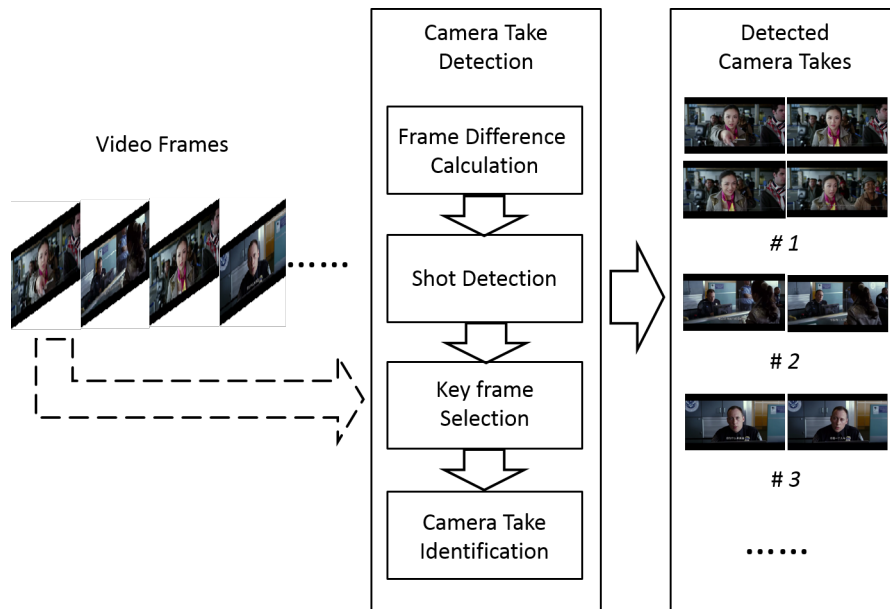 Video Frames
......
Camera Take
Detection
Frame Difference
Calculation
Shot Detection
Key frame
Selection
Camera Take
Identification
Detected
Camera Takes
# 1
# 2
# 3
......